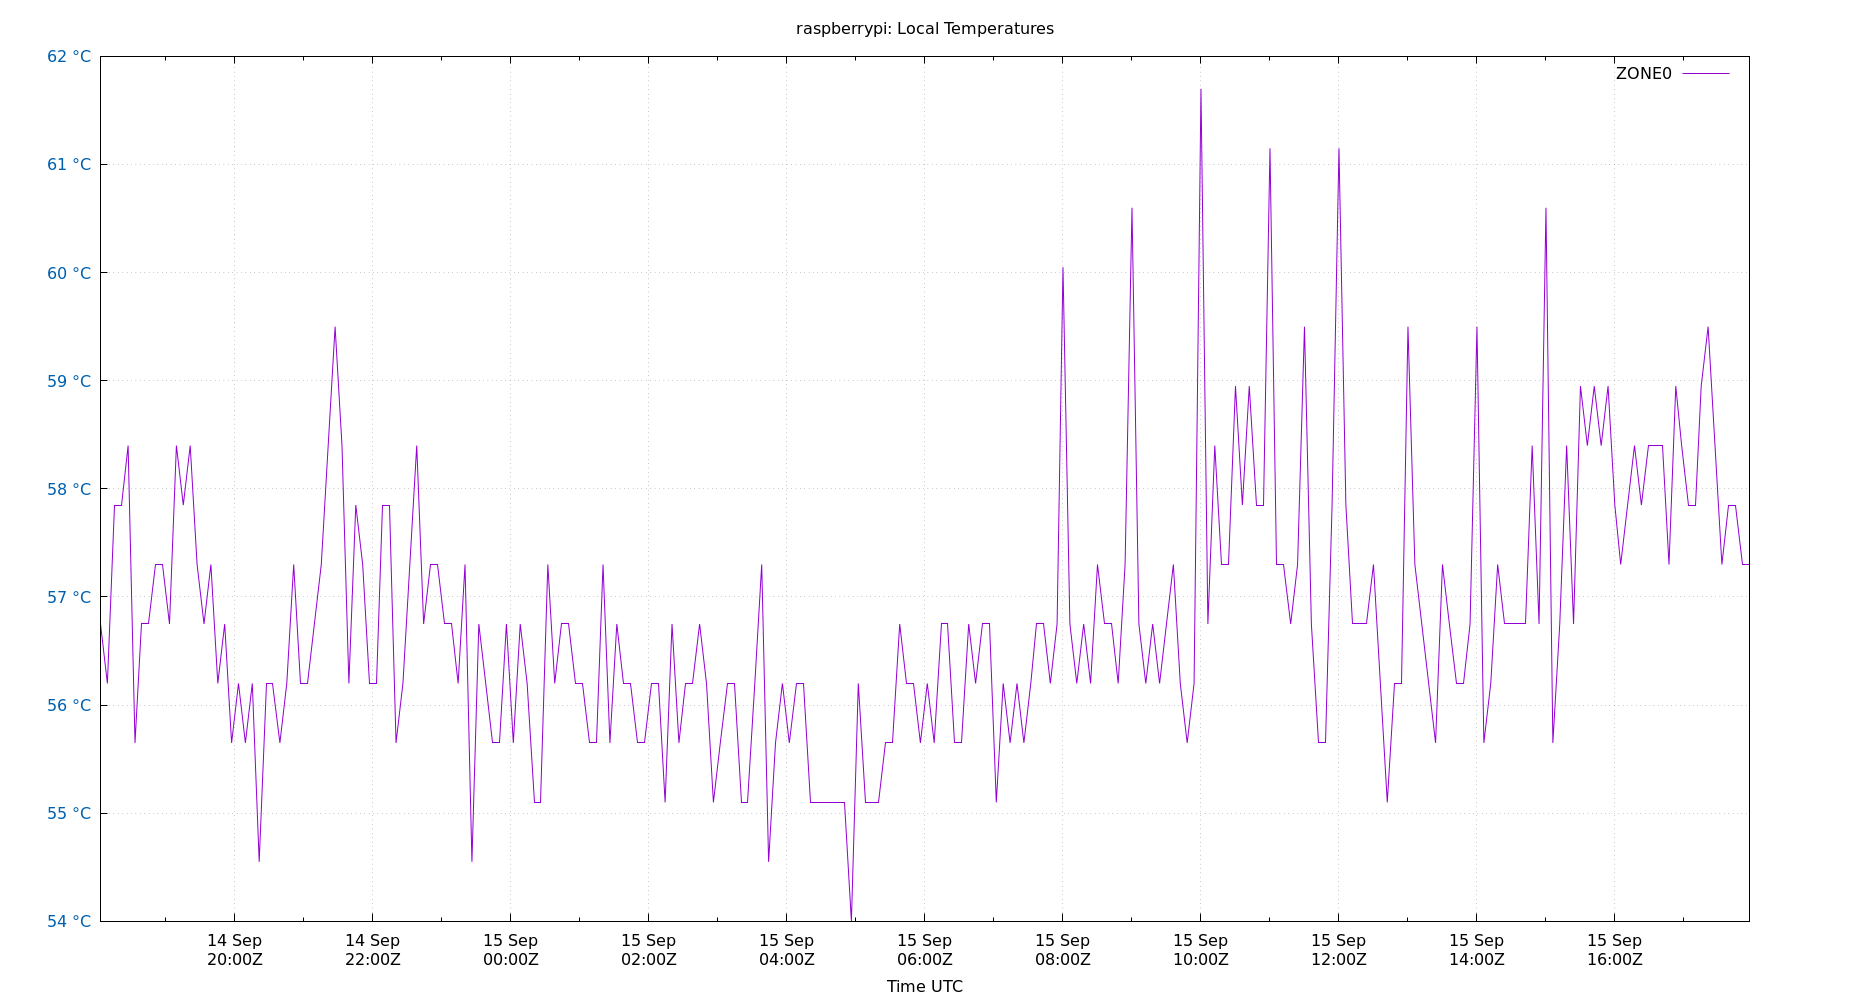 raspberrypi: Local Temperatures
62 °C
ZONE0
61 °C
60 °C
59 °C
58 °C
57 °C
56 °C
55 °C
54 °C
14 Sep 14 Sep 15 Sep 15 Sep 15 Sep 15 Sep 15 Sep 15 Sep 15 Sep 15 Sep 15 Sep
20:00Z 22:00Z 00:00Z 02:00Z 04:00Z 06:00Z 08:00Z 10:00Z 12:00Z 14:00Z 16:00Z
Time UTC